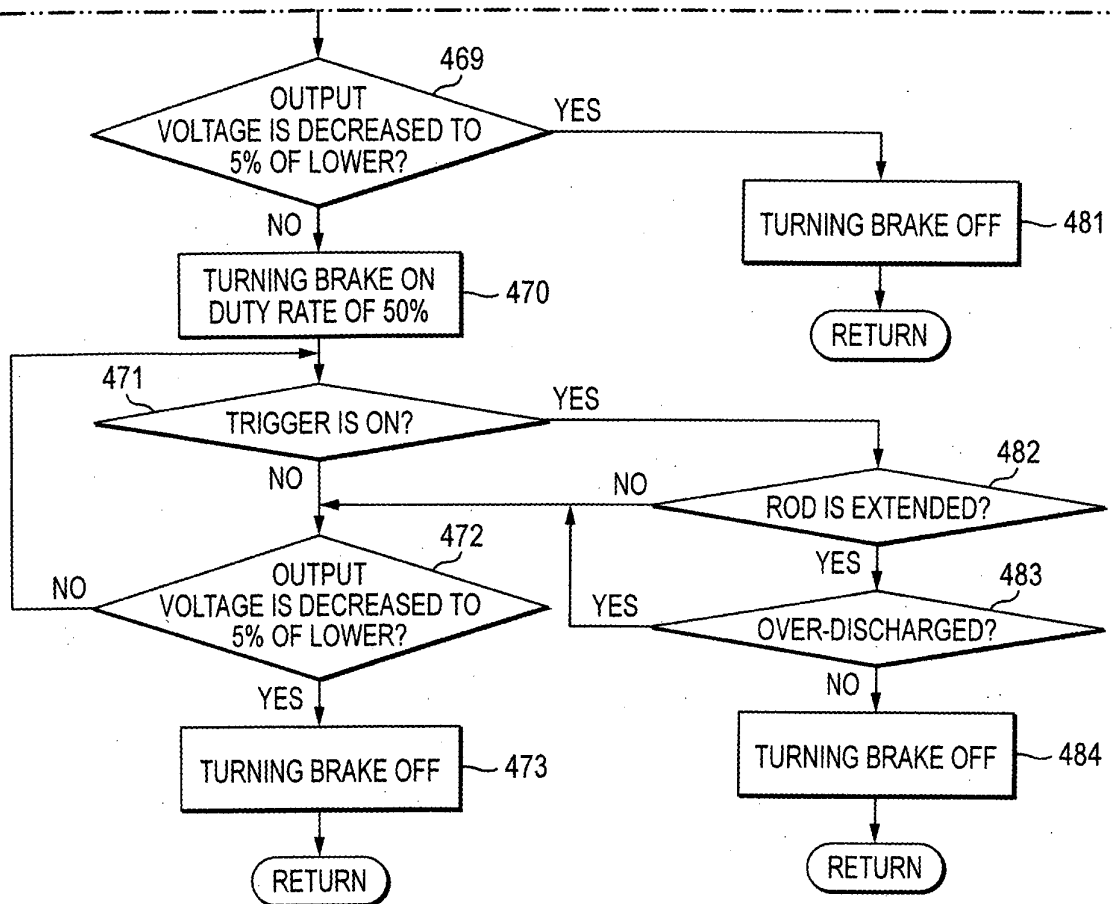 469
OUTPUT
VOLTAGE IS DECREASED TO
5% OF LOWER?
YES
NO
TURNING BRAKE OFF
481
RETURN
TURNING BRAKE ON
DUTY RATE OF 50%
470
471
TRIGGER IS ON?
YES
NO
482
ROD IS EXTENDED?
NO
YES
472
OUTPUT
VOLTAGE IS DECREASED TO
5% OF LOWER?
NO
YES
483
OVER-DISCHARGED?
YES
NO
TURNING BRAKE OFF
473
RETURN
TURNING BRAKE OFF
484
RETURN